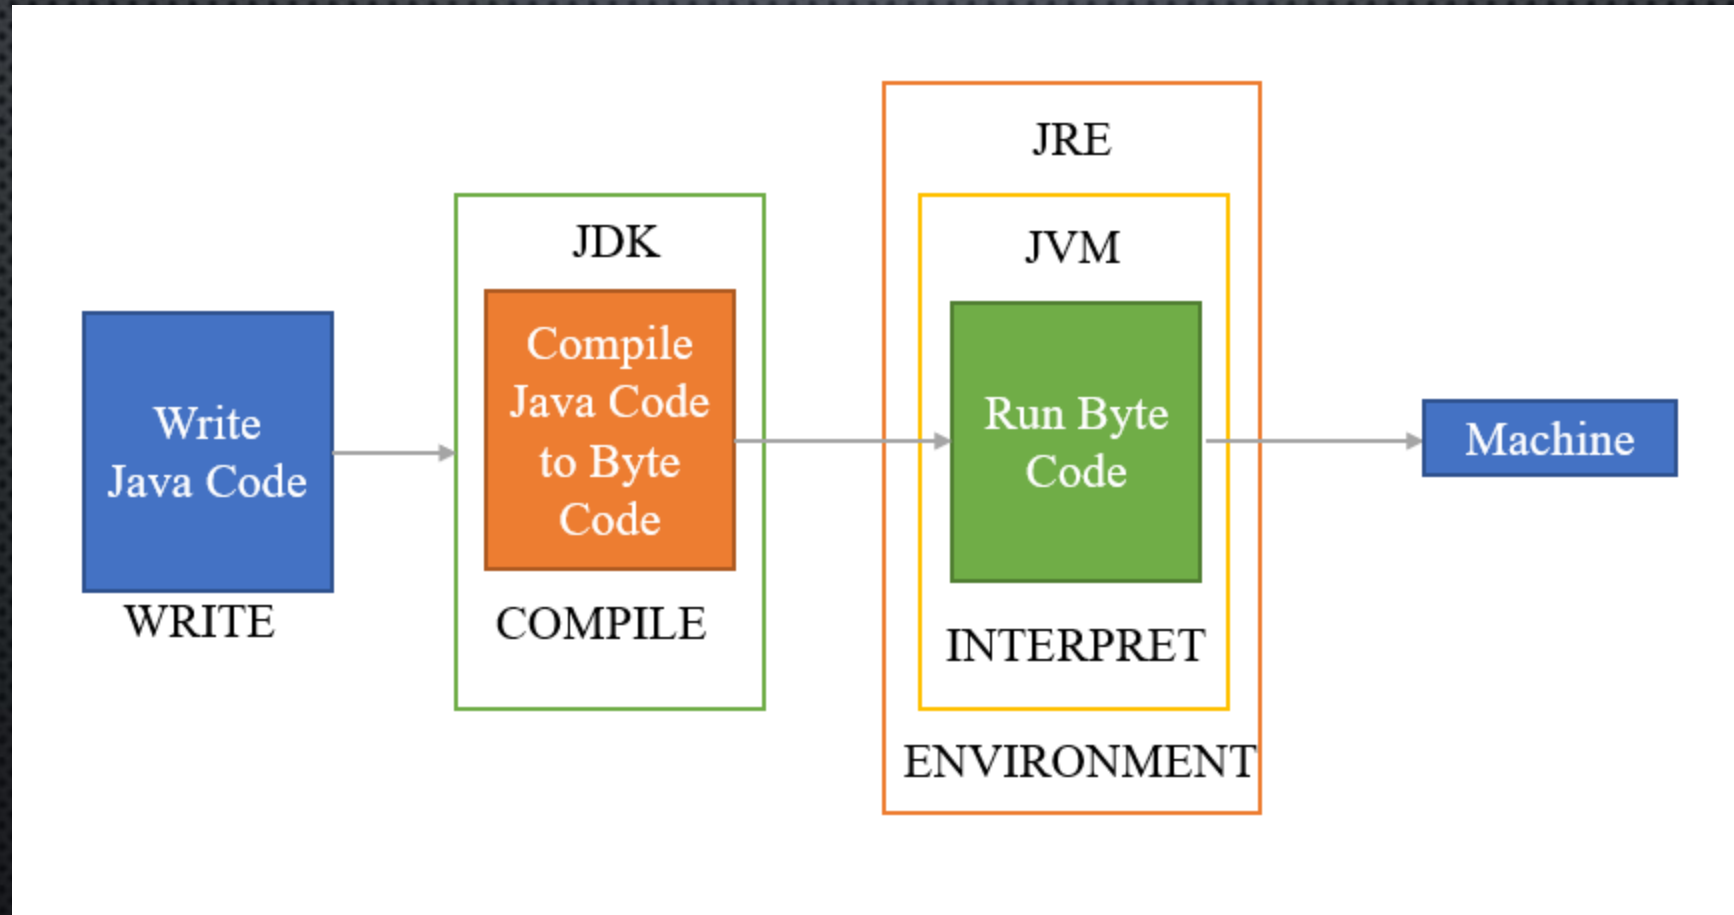 Write
Java Code
WRITE
JDK
Compile
Java Code
to Byte
Code
COMPILE
JRE
JVM
Run Byte
Code
INTERPRET
ENVIRONMENT
Machine